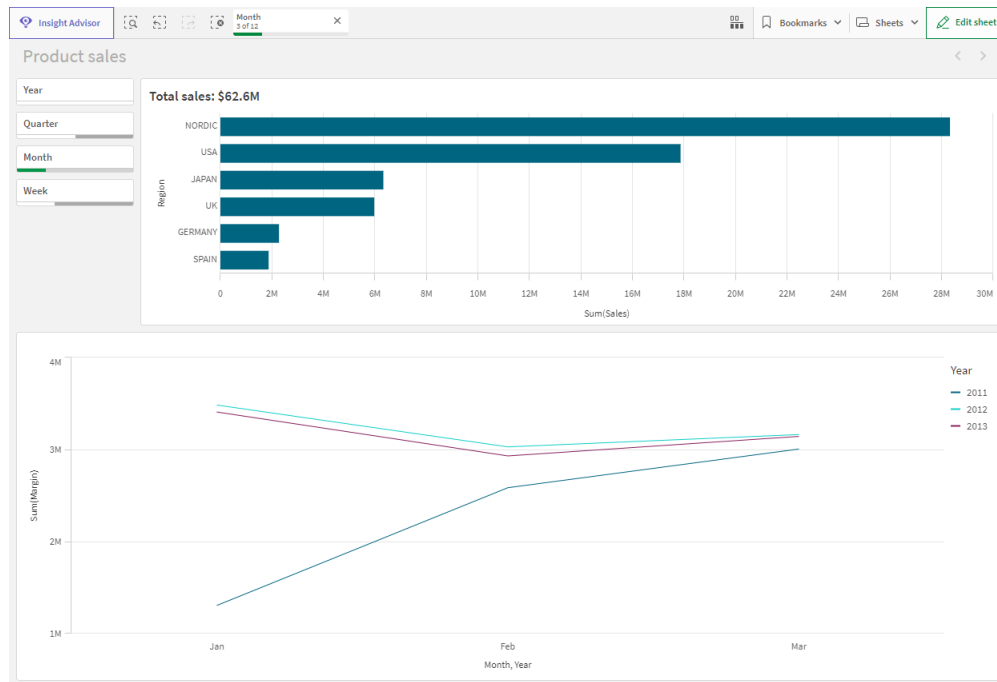 Insight Advisor
Month
3 of 12
Bookmarks
Sheets
Edit sheet
Product sales
Year
Quarter
Month
Week
Total sales: $62.6M
Region
NORDIC
USA
JAPAN
UK
GERMANY
SPAIN
0 2M 4M 6M 8M 10M 12M 14M 16M 18M 20M 22M 24M 26M 28M 30M
Sum(Sales)
Sum(Margin)
4M
3M
2M
1M
Jan Feb Mar
Month, Year
Year
2011
2012
2013